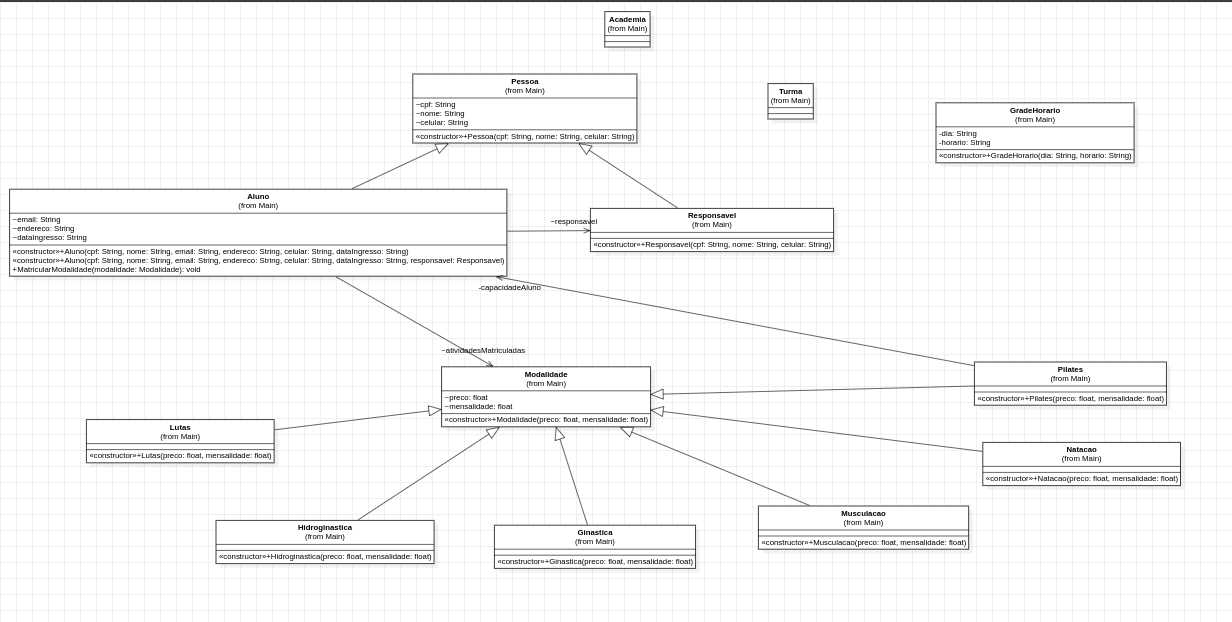 Academia
(from Main)
Pessoa
(from Main)
~cpf: String
~nome: String
~celular: String
«constructor»+Pessoa(cpf: String, nome: String, celular: String)
Turma
(from Main)
GradeHorario
(from Main)
-dia: String
-horario: String
«constructor»+GradeHorario(dia: String, horario: String)
Aluno
(from Main)
~email: String
~endereco: String
~dataIngresso: String
«constructor»+Aluno(cpf: String, nome: String, email: String, endereco: String, celular: String, dataIngresso: String)
«constructor»+Aluno(cpf: String, nome: String, email: String, endereco: String, celular: String, dataIngresso: String, responsavel: Responsavel)
+MatricularModalidade(modalidade: Modalidade): void
~responsavel
Responsavel
(from Main)
«constructor»+Responsavel(cpf: String, nome: String, celular: String)
-capacidadeAluno
~atividadesMatriculadas
Modalidade
(from Main)
~preco: float
~mensalidade: float
«constructor»+Modalidade(preco: float, mensalidade: float)
Pilates
(from Main)
«constructor»+Pilates(preco: float, mensalidade: float)
Lutas
(from Main)
«constructor»+Lutas(preco: float, mensalidade: float)
Natacao
(from Main)
«constructor»+Natacao(preco: float, mensalidade: float)
Hidroginastica
(from Main)
«constructor»+Hidroginastica(preco: float, mensalidade: float)
Ginastica
(from Main)
«constructor»+Ginastica(preco: float, mensalidade: float)
Musculacao
(from Main)
«constructor»+Musculacao(preco: float, mensalidade: float)